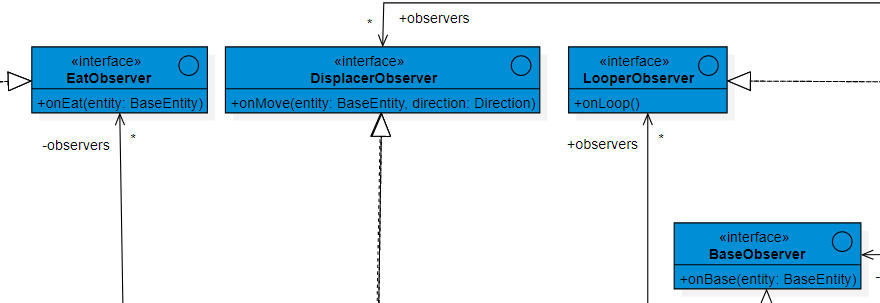 *
+observers
«interface»
EatObserver
+onEat(entity: BaseEntity)
«interface»
DisplacerObserver
+onMove(entity: BaseEntity, direction: Direction)
«interface»
LooperObserver
+onLoop()
-observers
*
+observers
*
«interface»
BaseObserver
+onBase(entity: BaseEntity)
-